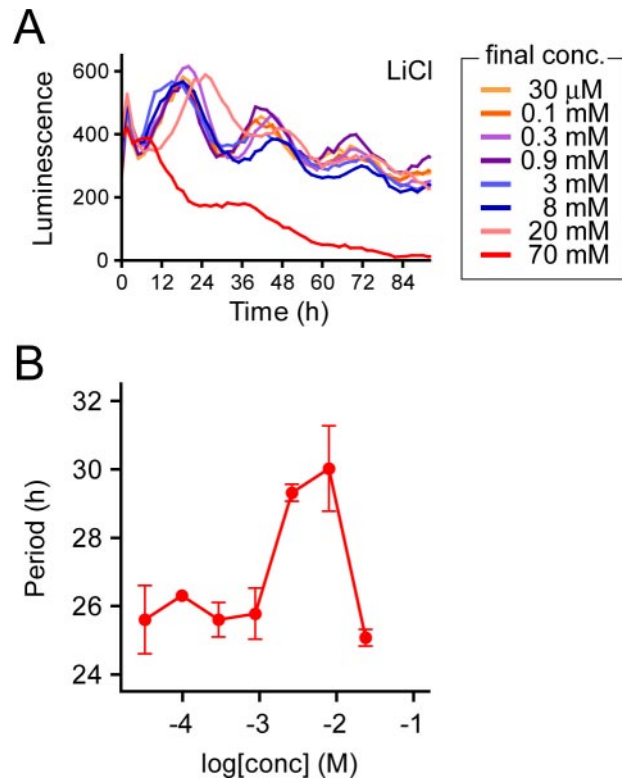 A
LiCl
Luminescence
600
400
200
0
0 12 24 36 48 60 72 84
Time (h)
final conc.
30 μM
0.1 mM
0.3 mM
0.9 mM
3 mM
8 mM
20 mM
70 mM
B
Period (h)
32
30
28
26
24
-4 -3 -2 -1
log[conc] (M)